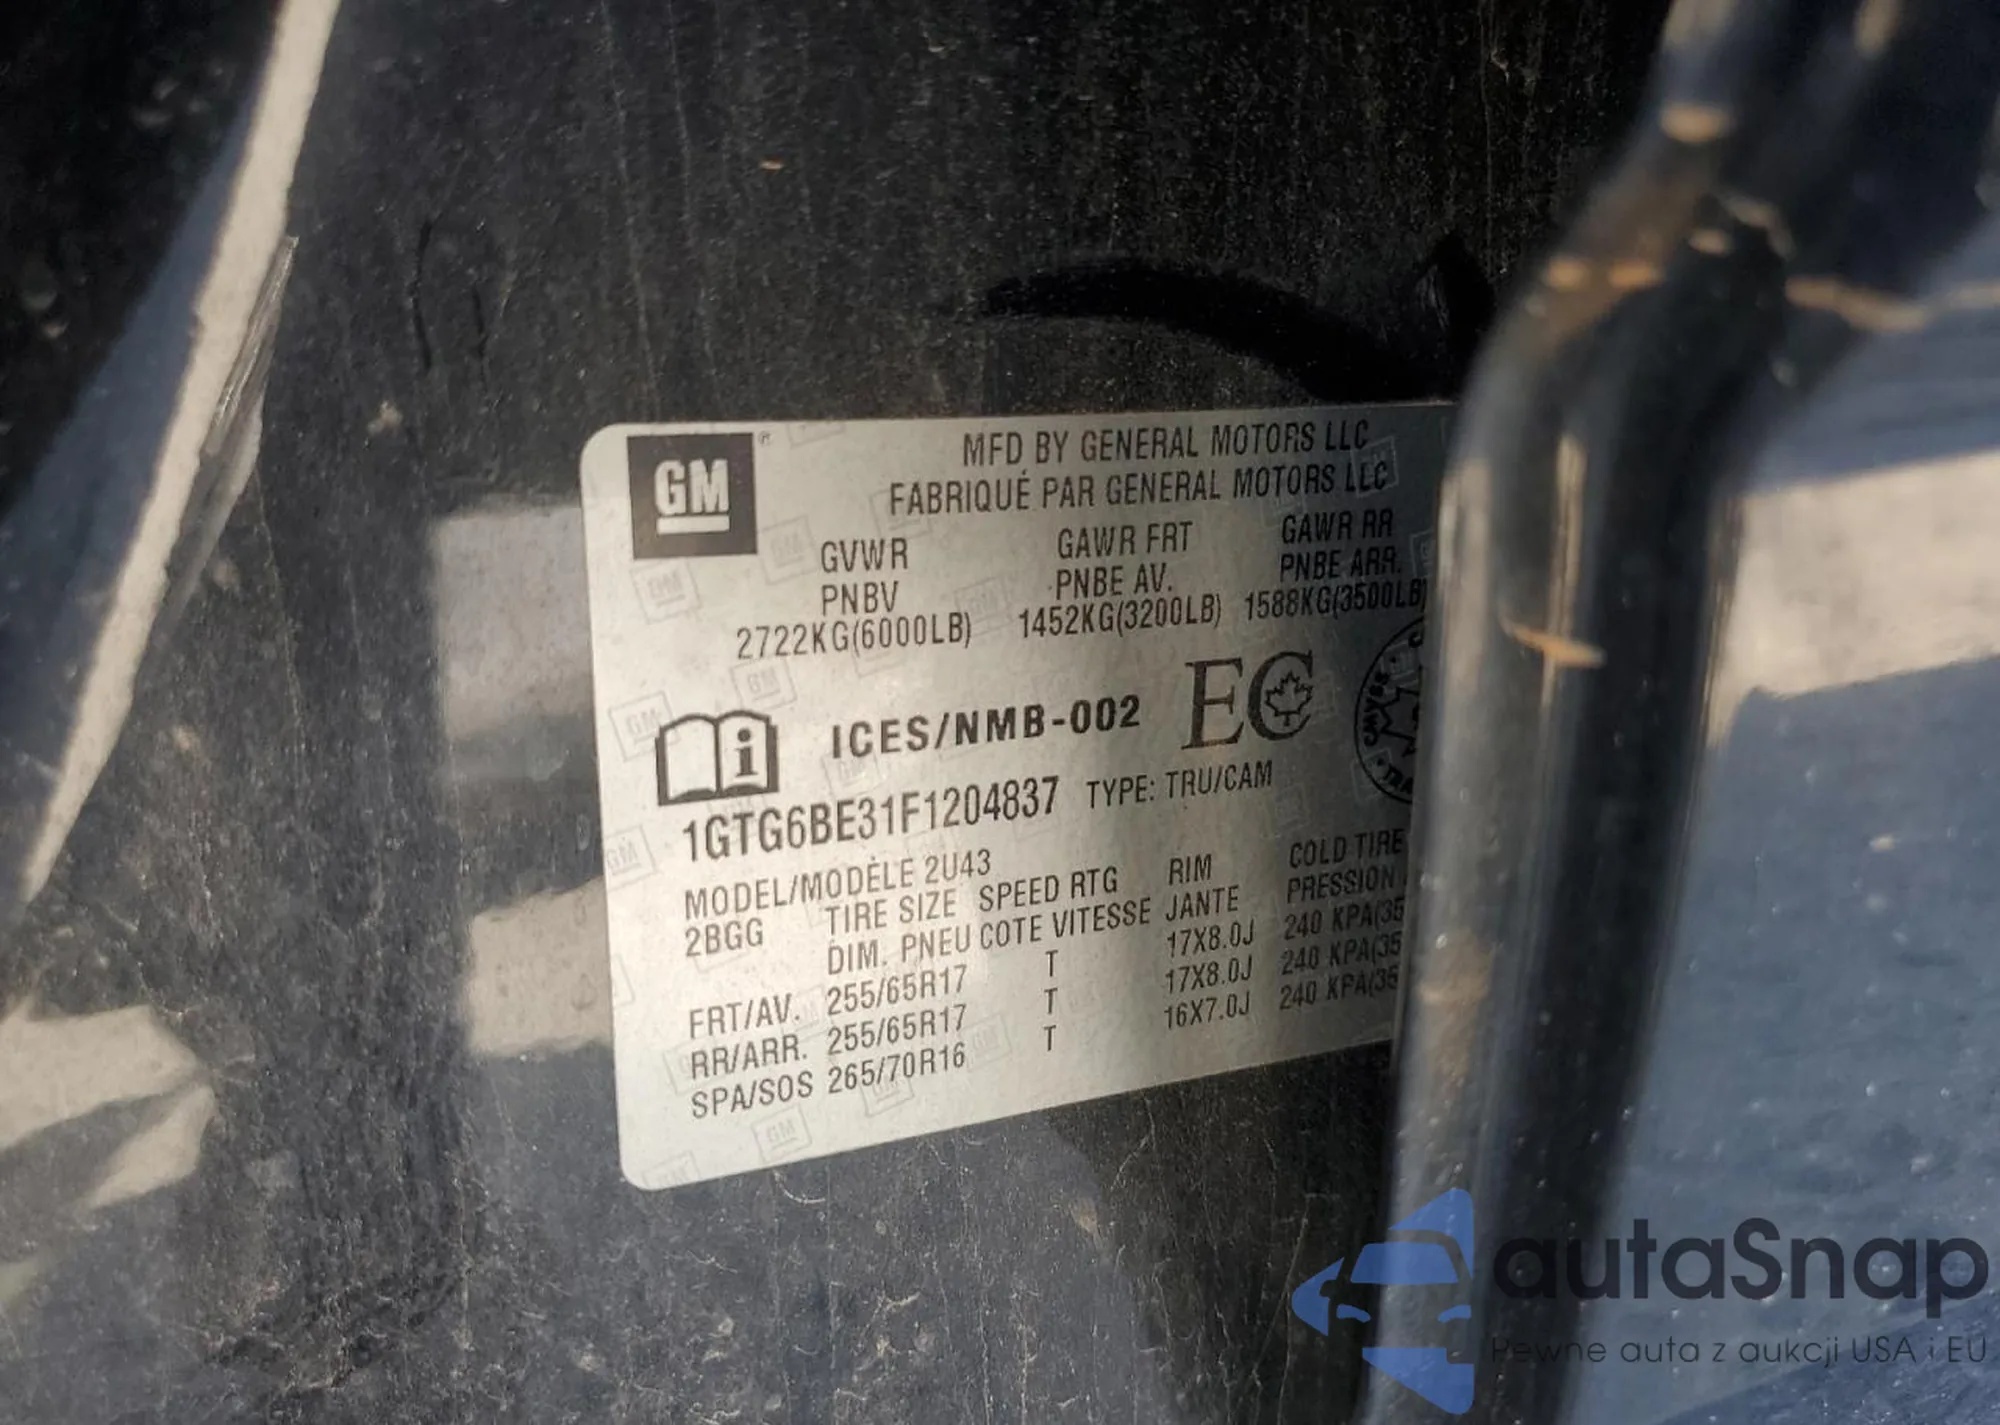 GM
MFD BY GENERAL MOTORS LLC
FABRIQUÉ PAR GENERAL MOTORS LLC
GVWR GAWR FRT GAWR RR
PNBV PNBE AV. PNBE ARR.
2722KG(6000LB) 1452KG(3200LB) 1588KG(3500LB)
ICES/NMB-002 EC
1GTG6BE31F1204837 TYPE: TRU/CAM
MODEL/MODÈLE 2U43
2BGG TIRE SIZE SPEED RTG RIM COLD TIRE
DIM. PNEU COTE VITESSE JANTE PRESSION
FRT/AV. 255/65R17 T 17X8.0J 240 KPA(35
RR/ARR. 255/65R17 T 17X8.0J 240 KPA(35
SPA/SOS 265/70R16 T 16X7.0J 240 KPA(35
autaSnap
Pewne auta z aukcji USA i EU